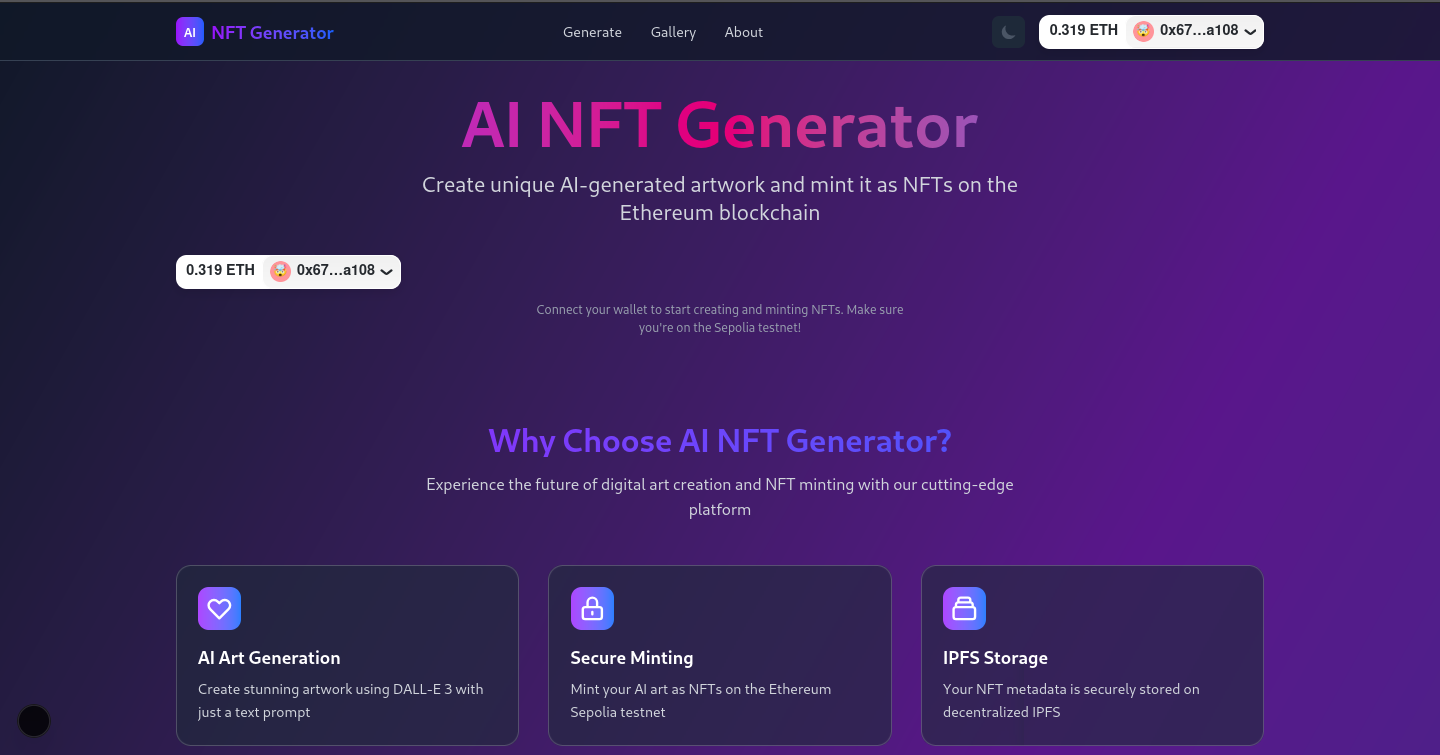 AI NFT Generator
Generate Gallery About
0.319 ETH 🤯 0x67...a108
AI NFT Generator
Create unique AI-generated artwork and mint it as NFTs on the
Ethereum blockchain
0.319 ETH 🤯 0x67...a108
Connect your wallet to start creating and minting NFTs. Make sure
you're on the Sepolia testnet!
Why Choose AI NFT Generator?
Experience the future of digital art creation and NFT minting with our cutting-edge
platform
AI Art Generation
Create stunning artwork using DALL-E 3 with
just a text prompt
Secure Minting
Mint your AI art as NFTs on the Ethereum
Sepolia testnet
IPFS Storage
Your NFT metadata is securely stored on
decentralized IPFS